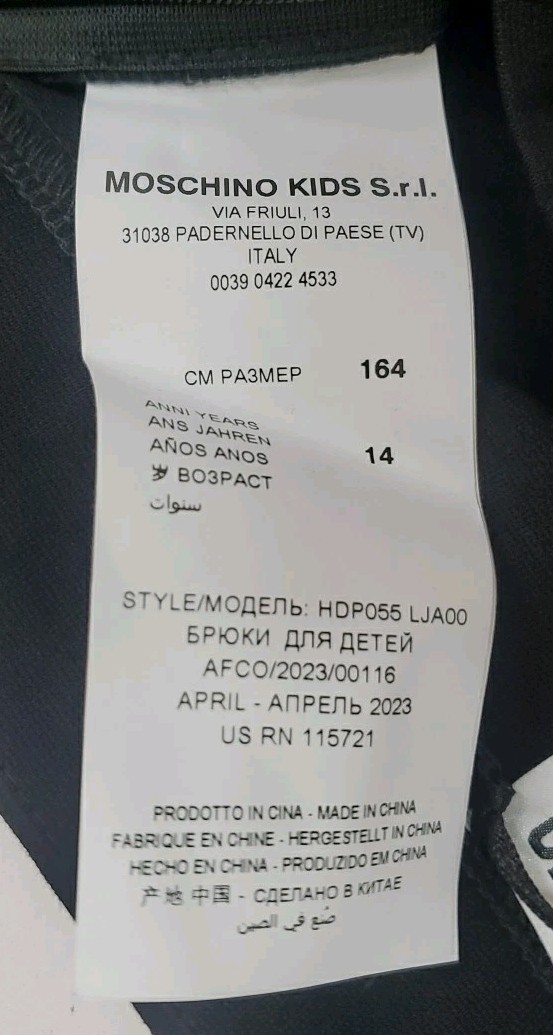 MOSCHINO KIDS S.r.l.
VIA FRIULI, 13
31038 PADERNELLO DI PAESE (TV)
ITALY
0039 0422 4533
СМ РАЗМЕР 164
ANNI YEARS
ANS JAHREN
AÑOS ANOS 14
岁 ВОЗРАСТ
سنوات
STYLE/МОДЕЛЬ: HDP055 LJA00
БРЮКИ ДЛЯ ДЕТЕЙ
AFCO/2023/00116
APRIL - АПРЕЛЬ 2023
US RN 115721
PRODOTTO IN CINA - MADE IN CHINA
FABRIQUE EN CHINE - HERGESTELLT IN CHINA
HECHO EN CHINA - PRODUZIDO EM CHINA
产地 中国 - СДЕЛАНО В КИТАЕ
صُنع في الصين